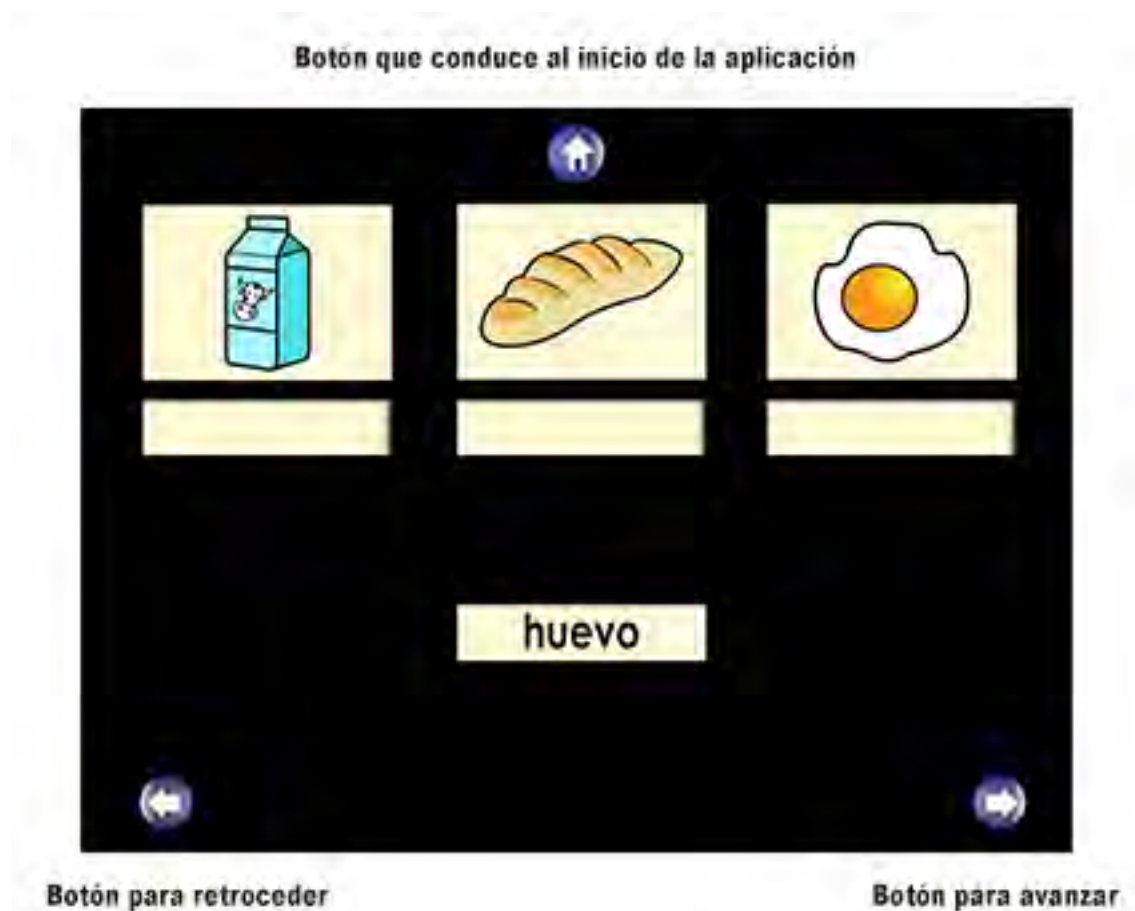 Botón que conduce al inicio de la aplicación
huevo
Botón para retroceder
Botón para avanzar